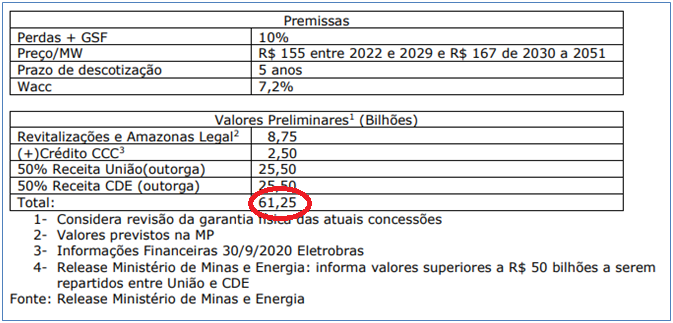 Premissas
Perdas + GSF 10%
Preço/MW R$ 155 entre 2022 e 2029 e R$ 167 de 2030 a 2051
Prazo de descotização 5 anos
Wacc 7,2%
Valores Preliminares¹ (Bilhões)
Revitalizações e Amazonas Legal² 8,75
(+)Crédito CCC³ 2,50
50% Receita União(outorga) 25,50
50% Receita CDE (outorga) 25,50
Total: 61,25
1- Considera revisão da garantia física das atuais concessões
2- Valores previstos na MP
3- Informações Financeiras 30/9/2020 Eletrobras
4- Release Ministério de Minas e Energia: informa valores superiores a R$ 50 bilhões a serem
repartidos entre União e CDE
Fonte: Release Ministério de Minas e Energia